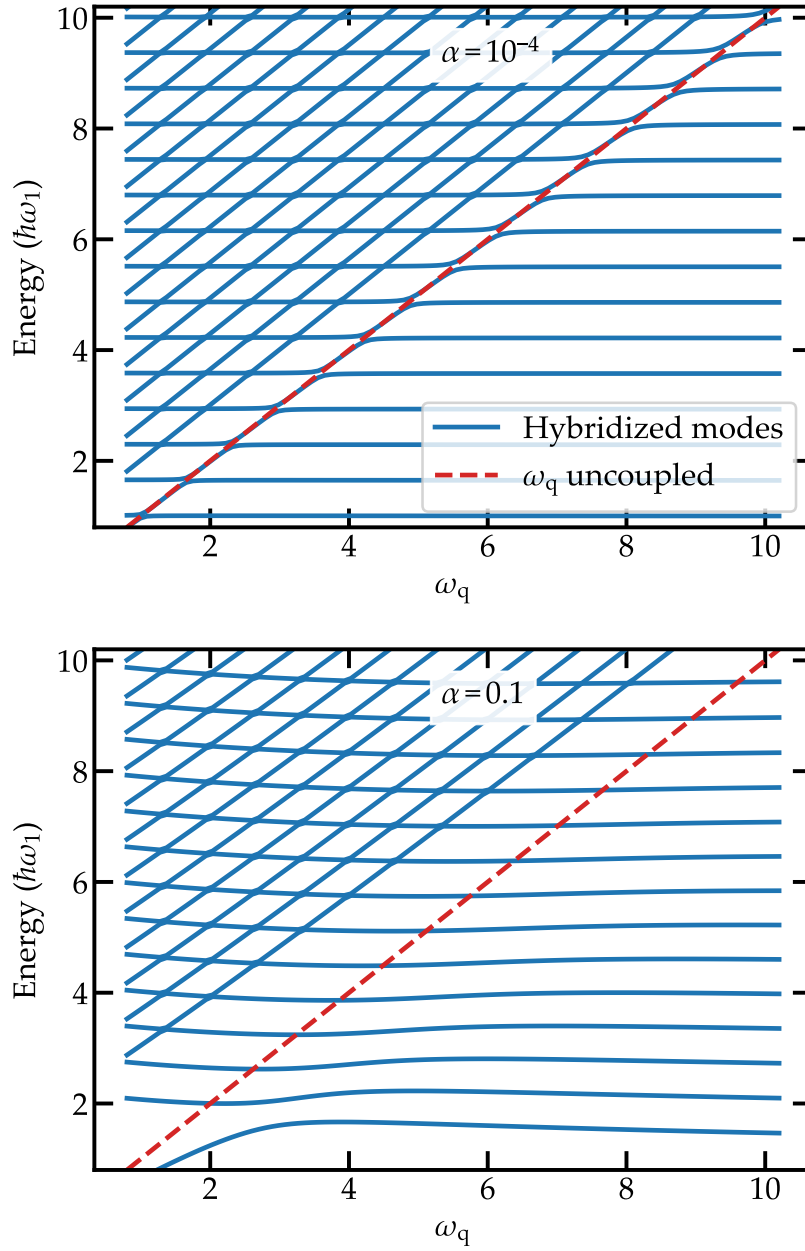 10
α = 10⁻⁴
8
Energy (ħω₁)
6
4
Hybridized modes
2
ω_q uncoupled
2 4 6 8 10
ω_q
10
α = 0.1
8
Energy (ħω₁)
6
4
2
2 4 6 8 10
ω_q